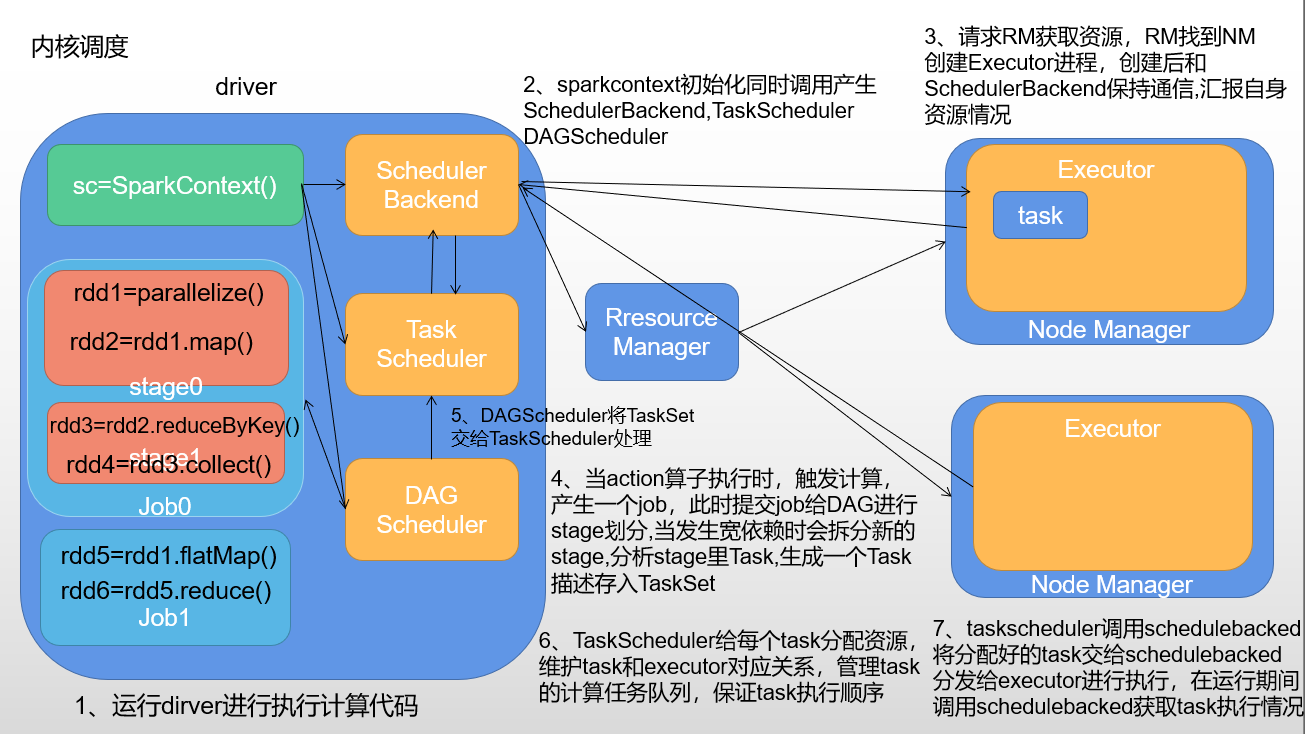 内核调度
driver
sc=SparkContext()
rdd1=parallelize()
rdd2=rdd1.map()
stage0
rdd3=rdd2.reduceByKey()
stage1
rdd4=rdd3.collect()
Job0
rdd5=rdd1.flatMap()
rdd6=rdd5.reduce()
Job1
Scheduler
Backend
Task
Scheduler
DAG
Scheduler
1、运行dirver进行执行计算代码
2、sparkcontext初始化同时调用产生
SchedulerBackend,TaskScheduler
DAGScheduler
Rresource
Manager
3、请求RM获取资源，RM找到NM
创建Executor进程，创建后和
SchedulerBackend保持通信,汇报自身
资源情况
Executor
task
Node Manager
Executor
Node Manager
5、DAGScheduler将TaskSet
交给TaskScheduler处理
4、当action算子执行时，触发计算，
产生一个job，此时提交job给DAG进行
stage划分,当发生宽依赖时会拆分新的
stage,分析stage里Task,生成一个Task
描述存入TaskSet
6、TaskScheduler给每个task分配资源，
维护task和executor对应关系，管理task
的计算任务队列，保证task执行顺序
7、taskscheduler调用schedulebacked
将分配好的task交给schedulebacked
分发给executor进行执行，在运行期间
调用schedulebacked获取task执行情况